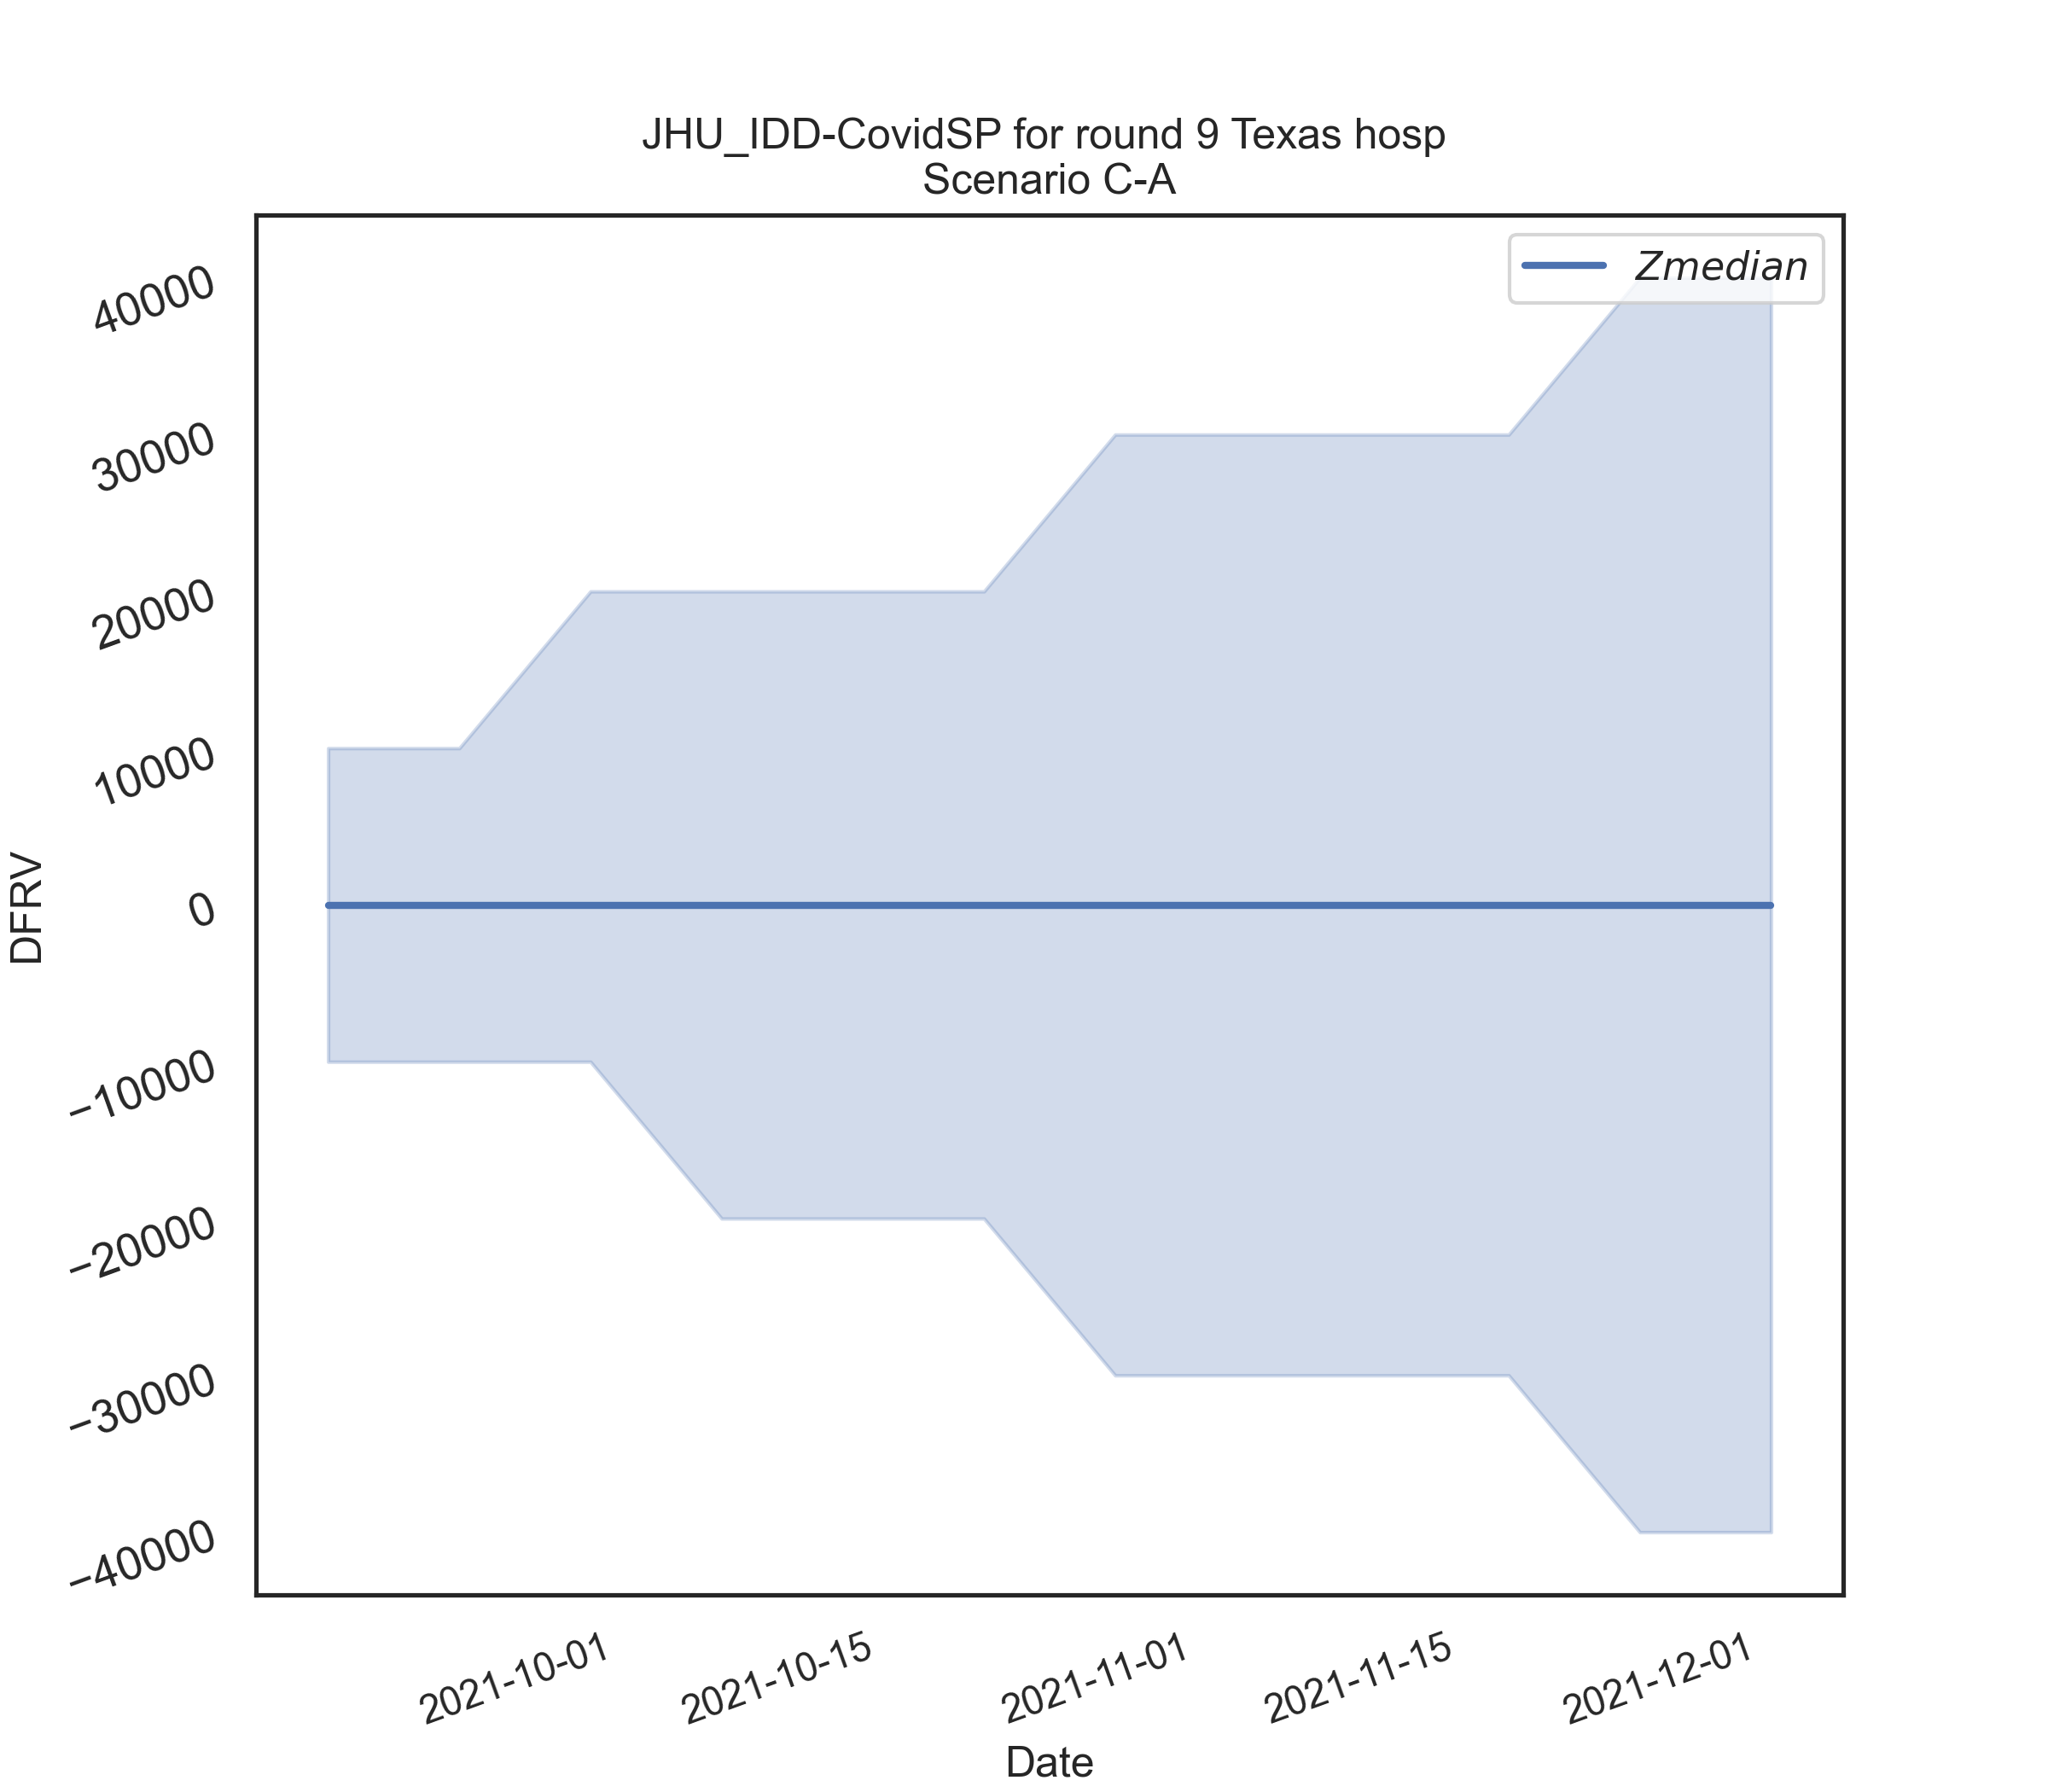 JHU_IDD-CovidSP for round 9 Texas hosp
Scenario C-A
Zmedian
40000
30000
20000
10000
0
−10000
−20000
−30000
−40000
DFRV
2021-10-01
2021-10-15
2021-11-01
2021-11-15
2021-12-01
Date